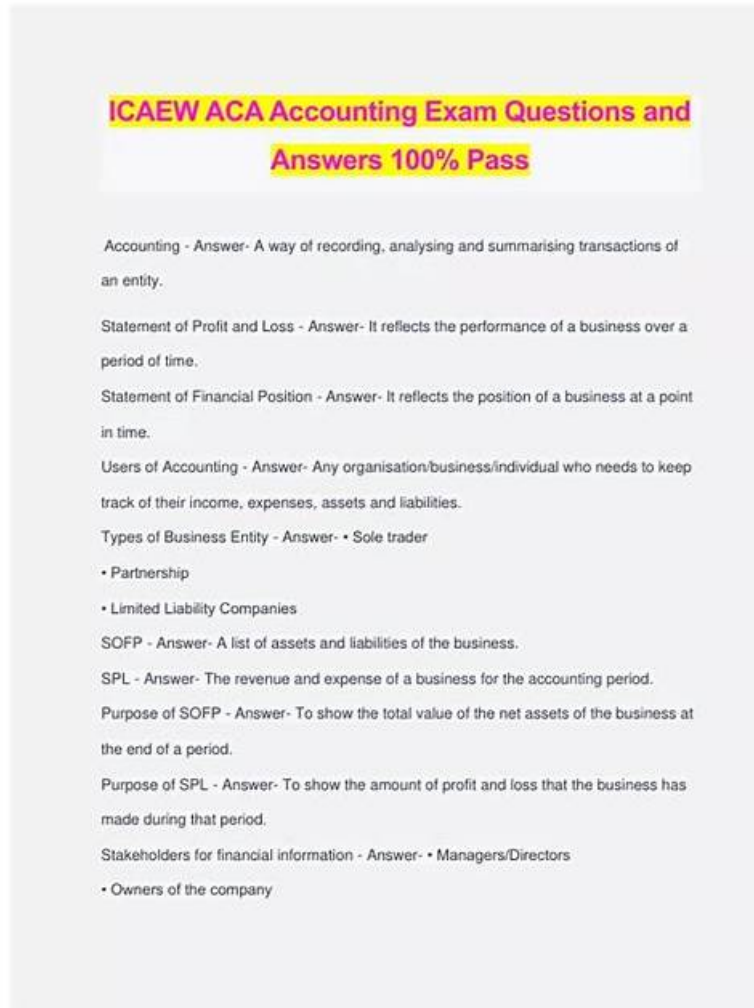 ICAEW ACA Accounting Exam Questions and
Answers 100% Pass
Accounting - Answer- A way of recording, analysing and summarising transactions of
an entity.
Statement of Profit and Loss - Answer- It reflects the performance of a business over a
period of time.
Statement of Financial Position - Answer- It reflects the position of a business at a point
in time.
Users of Accounting - Answer- Any organisation/business/individual who needs to keep
track of their income, expenses, assets and liabilities.
Types of Business Entity - Answer- • Sole trader
• Partnership
• Limited Liability Companies
SOFP - Answer- A list of assets and liabilities of the business.
SPL - Answer- The revenue and expense of a business for the accounting period.
Purpose of SOFP - Answer- To show the total value of the net assets of the business at
the end of a period.
Purpose of SPL - Answer- To show the amount of profit and loss that the business has
made during that period.
Stakeholders for financial information - Answer- • Managers/Directors
• Owners of the company